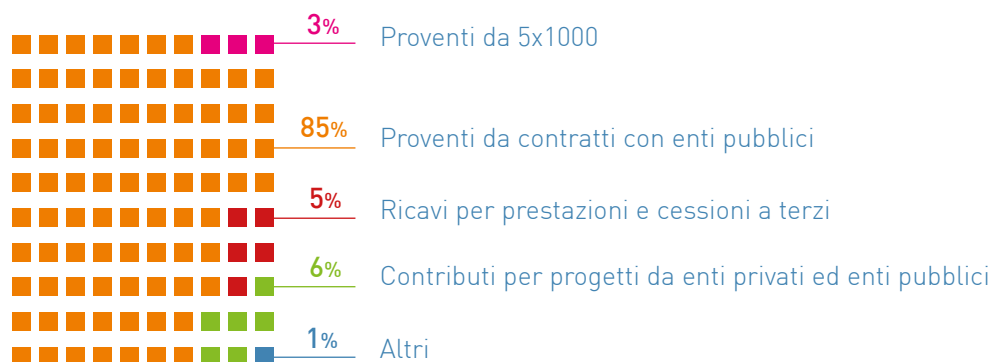 3% Proventi da 5x1000
85% Proventi da contratti con enti pubblici
5% Ricavi per prestazioni e cessioni a terzi
6% Contributi per progetti da enti privati ed enti pubblici
1% Altri